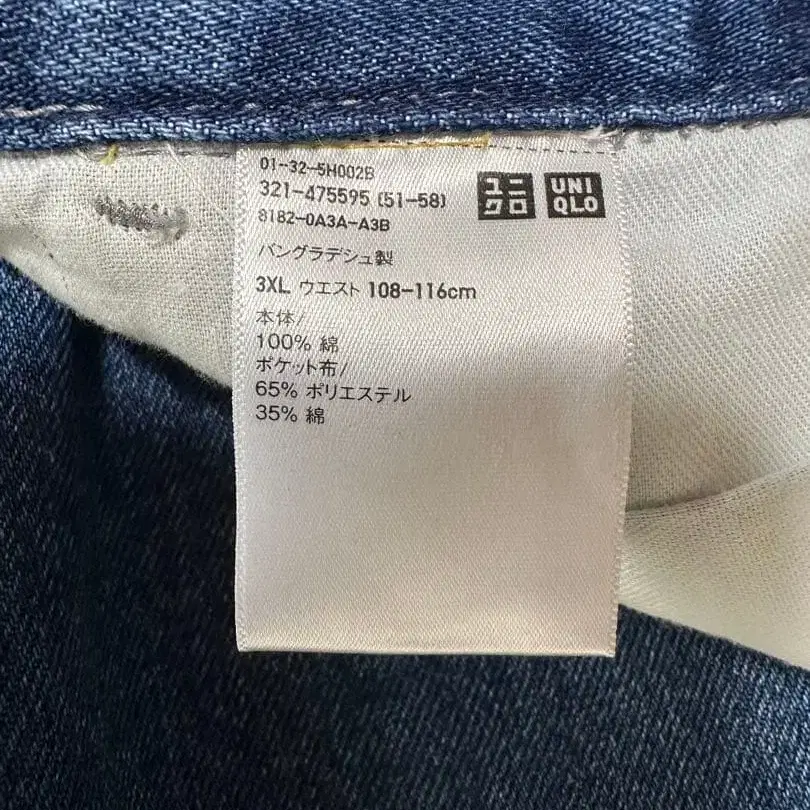 01-32-5H002B
321-475595 (51-58)
8182-0A3A-A3B
ユニ
クロ
UNI
QLO
バングラデシュ製
3XL ウエスト 108-116cm
本体/
100% 綿
ポケット布/
65% ポリエステル
35% 綿